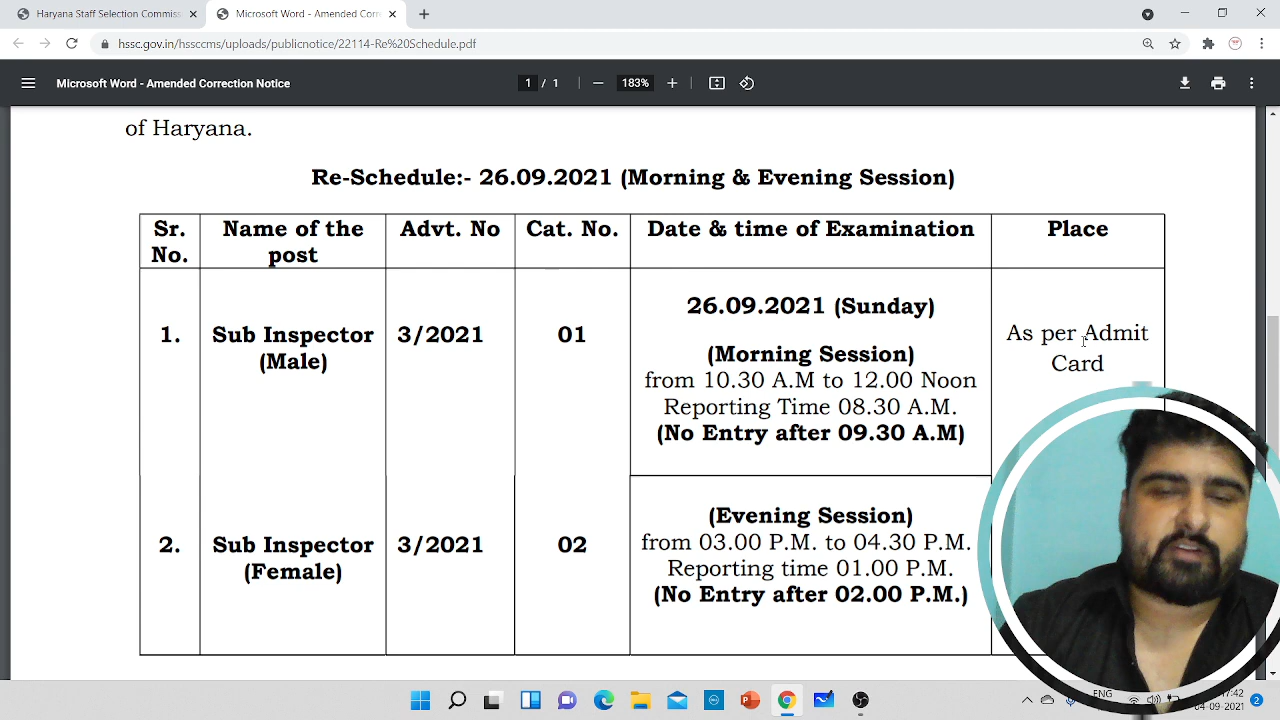 Haryana Staff Selection Commiss
Microsoft Word - Amended Corre
hssc.gov.in/hssccms/uploads/publicnotice/22114-Re%20Schedule.pdf
Microsoft Word - Amended Correction Notice
1 / 1
183%
of Haryana.
Re-Schedule:- 26.09.2021 (Morning & Evening Session)
Sr. No.
Name of the post
Advt. No
Cat. No.
Date & time of Examination
Place
1.
Sub Inspector
(Male)
3/2021
01
26.09.2021 (Sunday)
(Morning Session)
from 10.30 A.M to 12.00 Noon
Reporting Time 08.30 A.M.
(No Entry after 09.30 A.M)
As per Admit
Card
2.
Sub Inspector
(Female)
3/2021
02
(Evening Session)
from 03.00 P.M. to 04.30 P.M.
Reporting time 01.00 P.M.
(No Entry after 02.00 P.M.)
ENG
17:42
04-09-2021
2